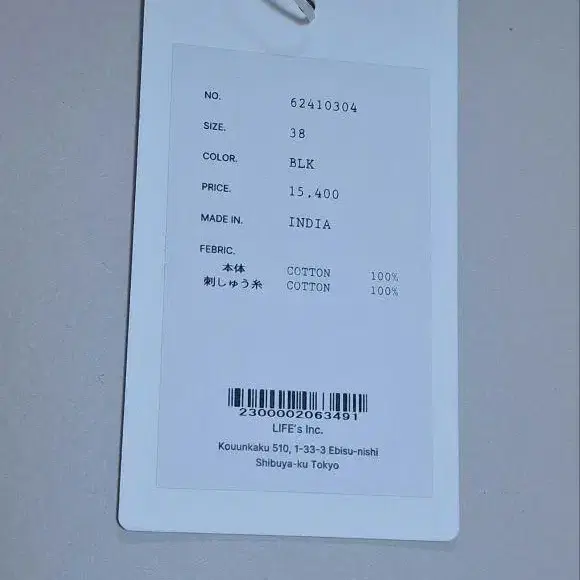 NO. 62410304
SIZE. 38
COLOR. BLK
PRICE. 15,400
MADE IN. INDIA
FEBRIC.
本体 COTTON 100%
刺しゅう糸 COTTON 100%
2300002063491
LIFE's Inc.
Kouunkaku 510, 1-33-3 Ebisu-nishi
Shibuya-ku Tokyo